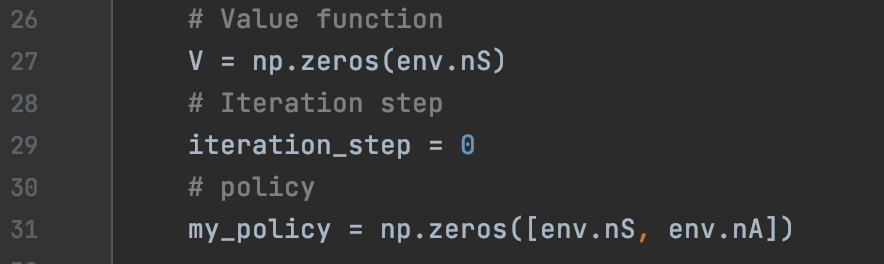 26 # Value function
27 V = np.zeros(env.nS)
28 # Iteration step
29 iteration_step = 0
30 # policy
31 my_policy = np.zeros([env.nS, env.nA])